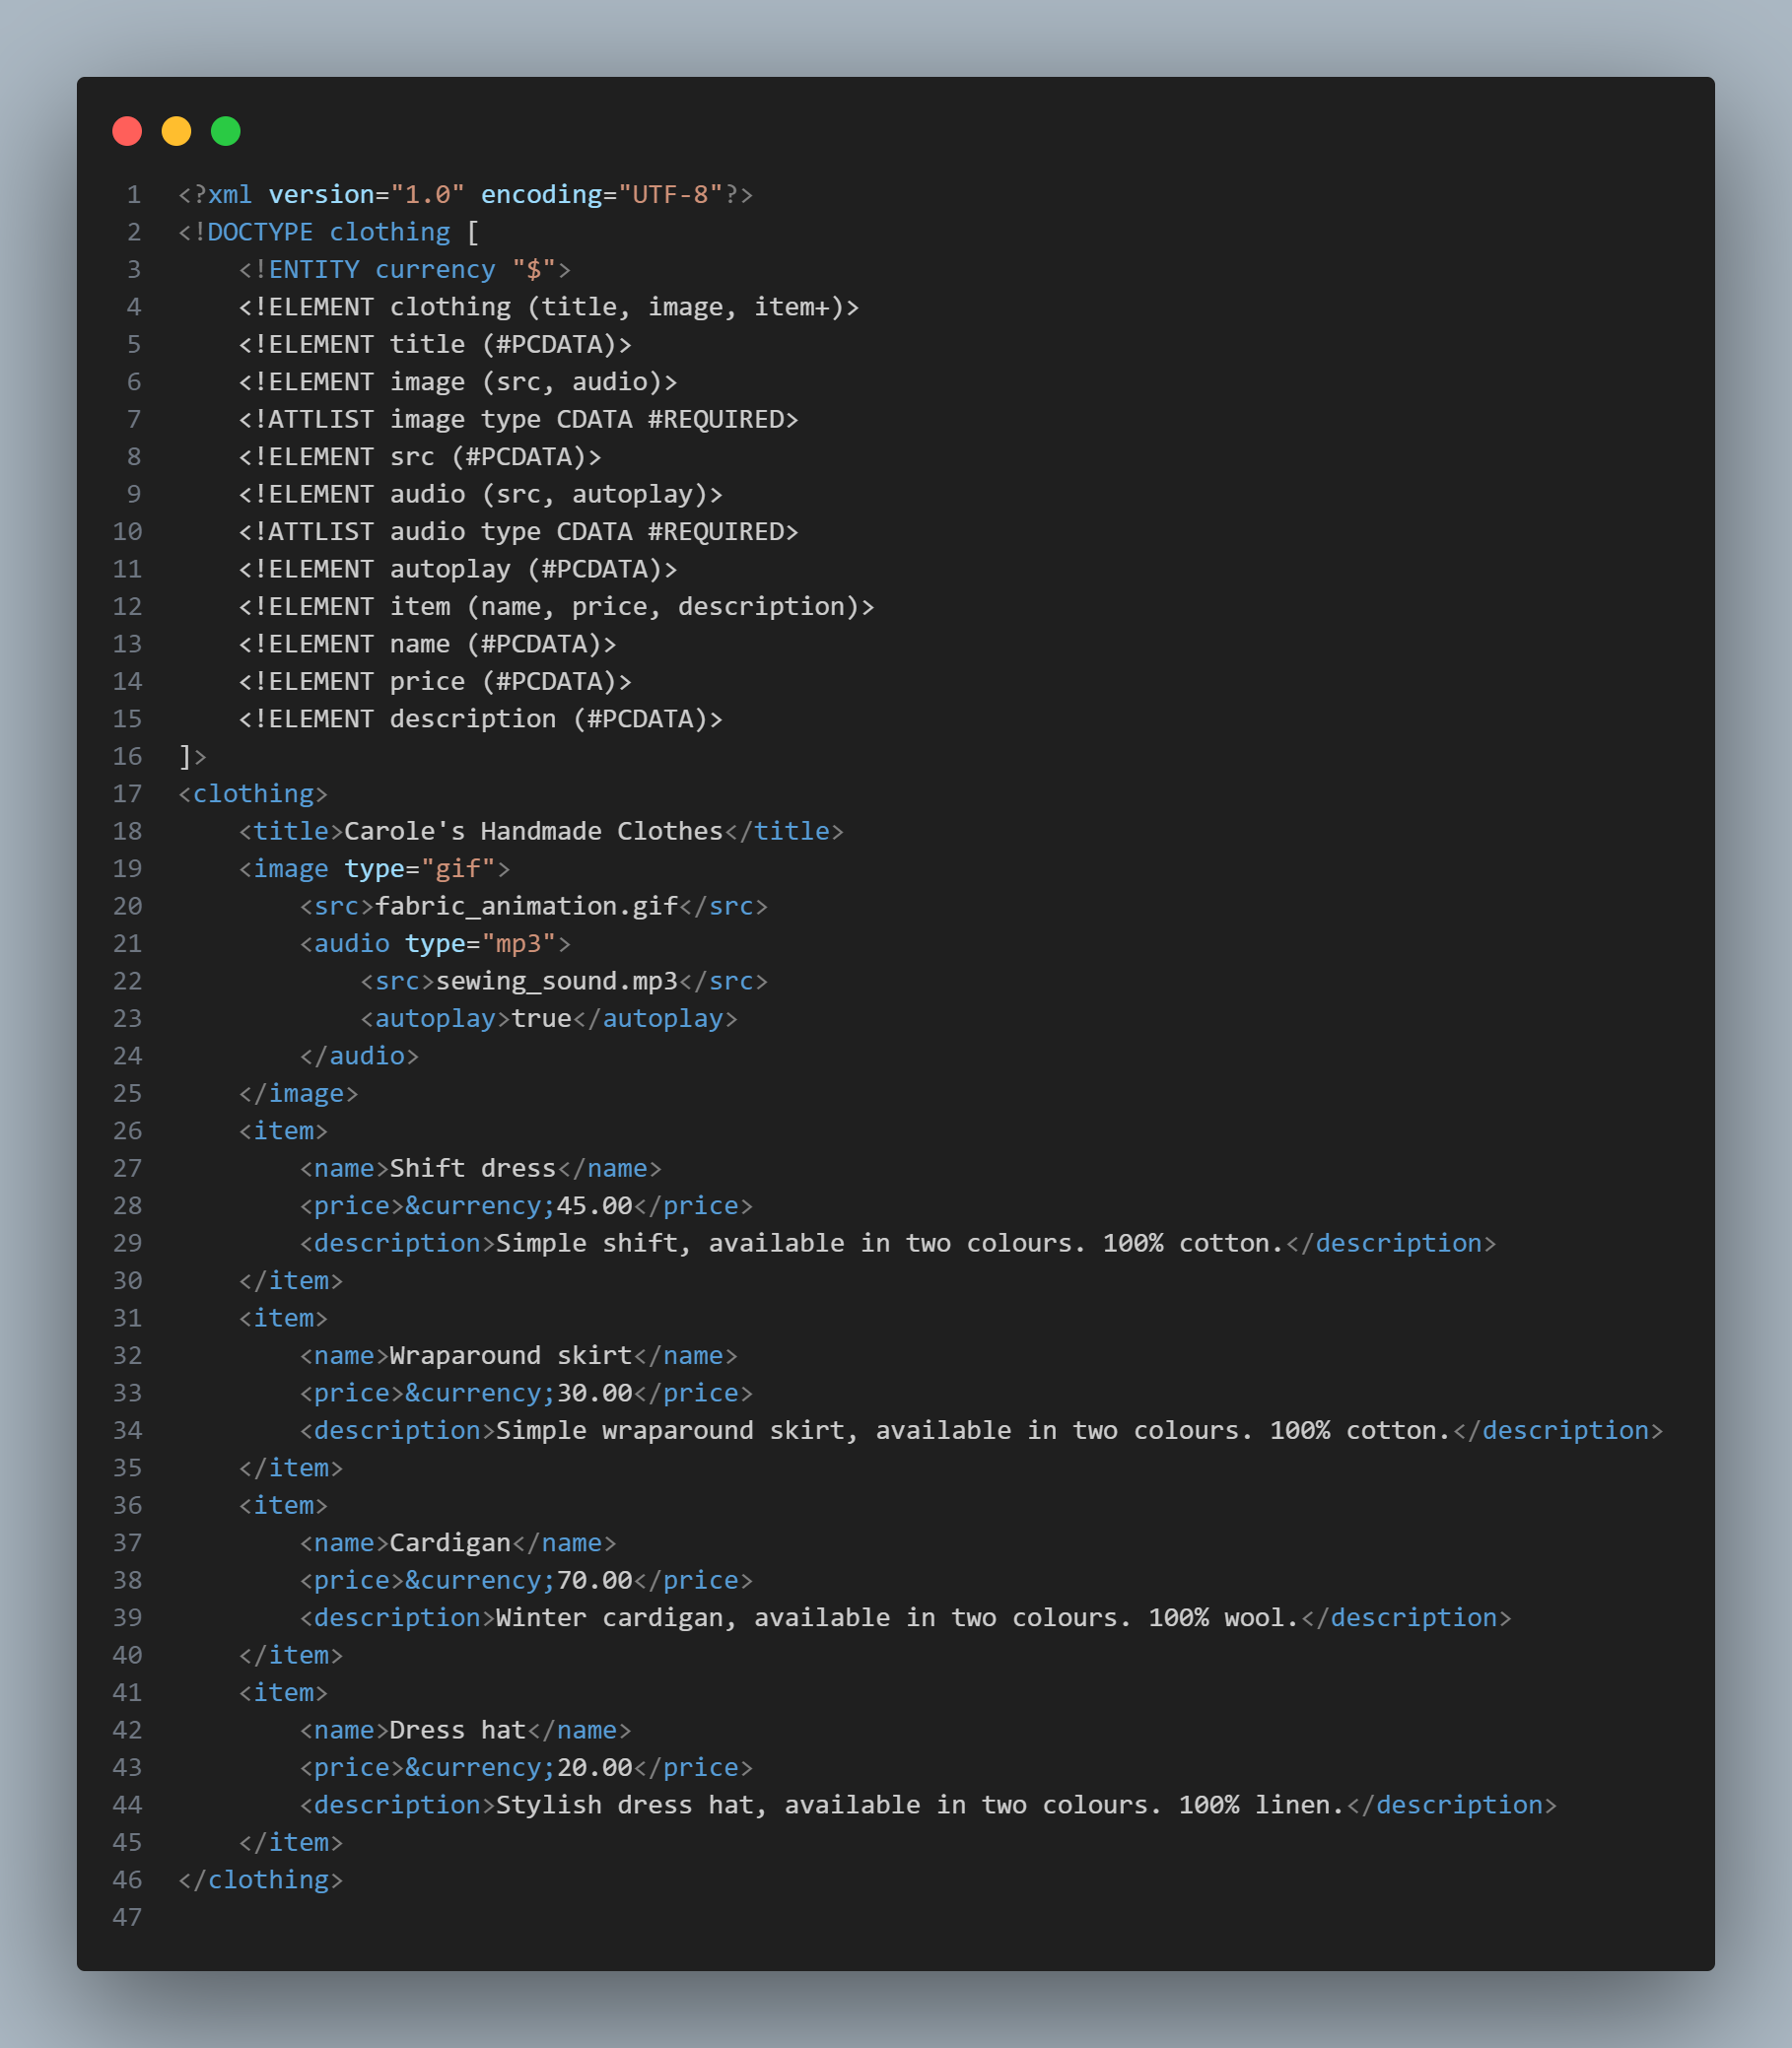 1 <?xml version="1.0" encoding="UTF-8"?>
2 <!DOCTYPE clothing [
3     <!ENTITY currency "$">
4     <!ELEMENT clothing (title, image, item+)>
5     <!ELEMENT title (#PCDATA)>
6     <!ELEMENT image (src, audio)>
7     <!ATTLIST image type CDATA #REQUIRED>
8     <!ELEMENT src (#PCDATA)>
9     <!ELEMENT audio (src, autoplay)>
10     <!ATTLIST audio type CDATA #REQUIRED>
11     <!ELEMENT autoplay (#PCDATA)>
12     <!ELEMENT item (name, price, description)>
13     <!ELEMENT name (#PCDATA)>
14     <!ELEMENT price (#PCDATA)>
15     <!ELEMENT description (#PCDATA)>
16 ]>
17 <clothing>
18     <title>Carole's Handmade Clothes</title>
19     <image type="gif">
20         <src>fabric_animation.gif</src>
21         <audio type="mp3">
22             <src>sewing_sound.mp3</src>
23             <autoplay>true</autoplay>
24         </audio>
25     </image>
26     <item>
27         <name>Shift dress</name>
28         <price>&currency;45.00</price>
29         <description>Simple shift, available in two colours. 100% cotton.</description>
30     </item>
31     <item>
32         <name>Wraparound skirt</name>
33         <price>&currency;30.00</price>
34         <description>Simple wraparound skirt, available in two colours. 100% cotton.</description>
35     </item>
36     <item>
37         <name>Cardigan</name>
38         <price>&currency;70.00</price>
39         <description>Winter cardigan, available in two colours. 100% wool.</description>
40     </item>
41     <item>
42         <name>Dress hat</name>
43         <price>&currency;20.00</price>
44         <description>Stylish dress hat, available in two colours. 100% linen.</description>
45     </item>
46 </clothing>
47